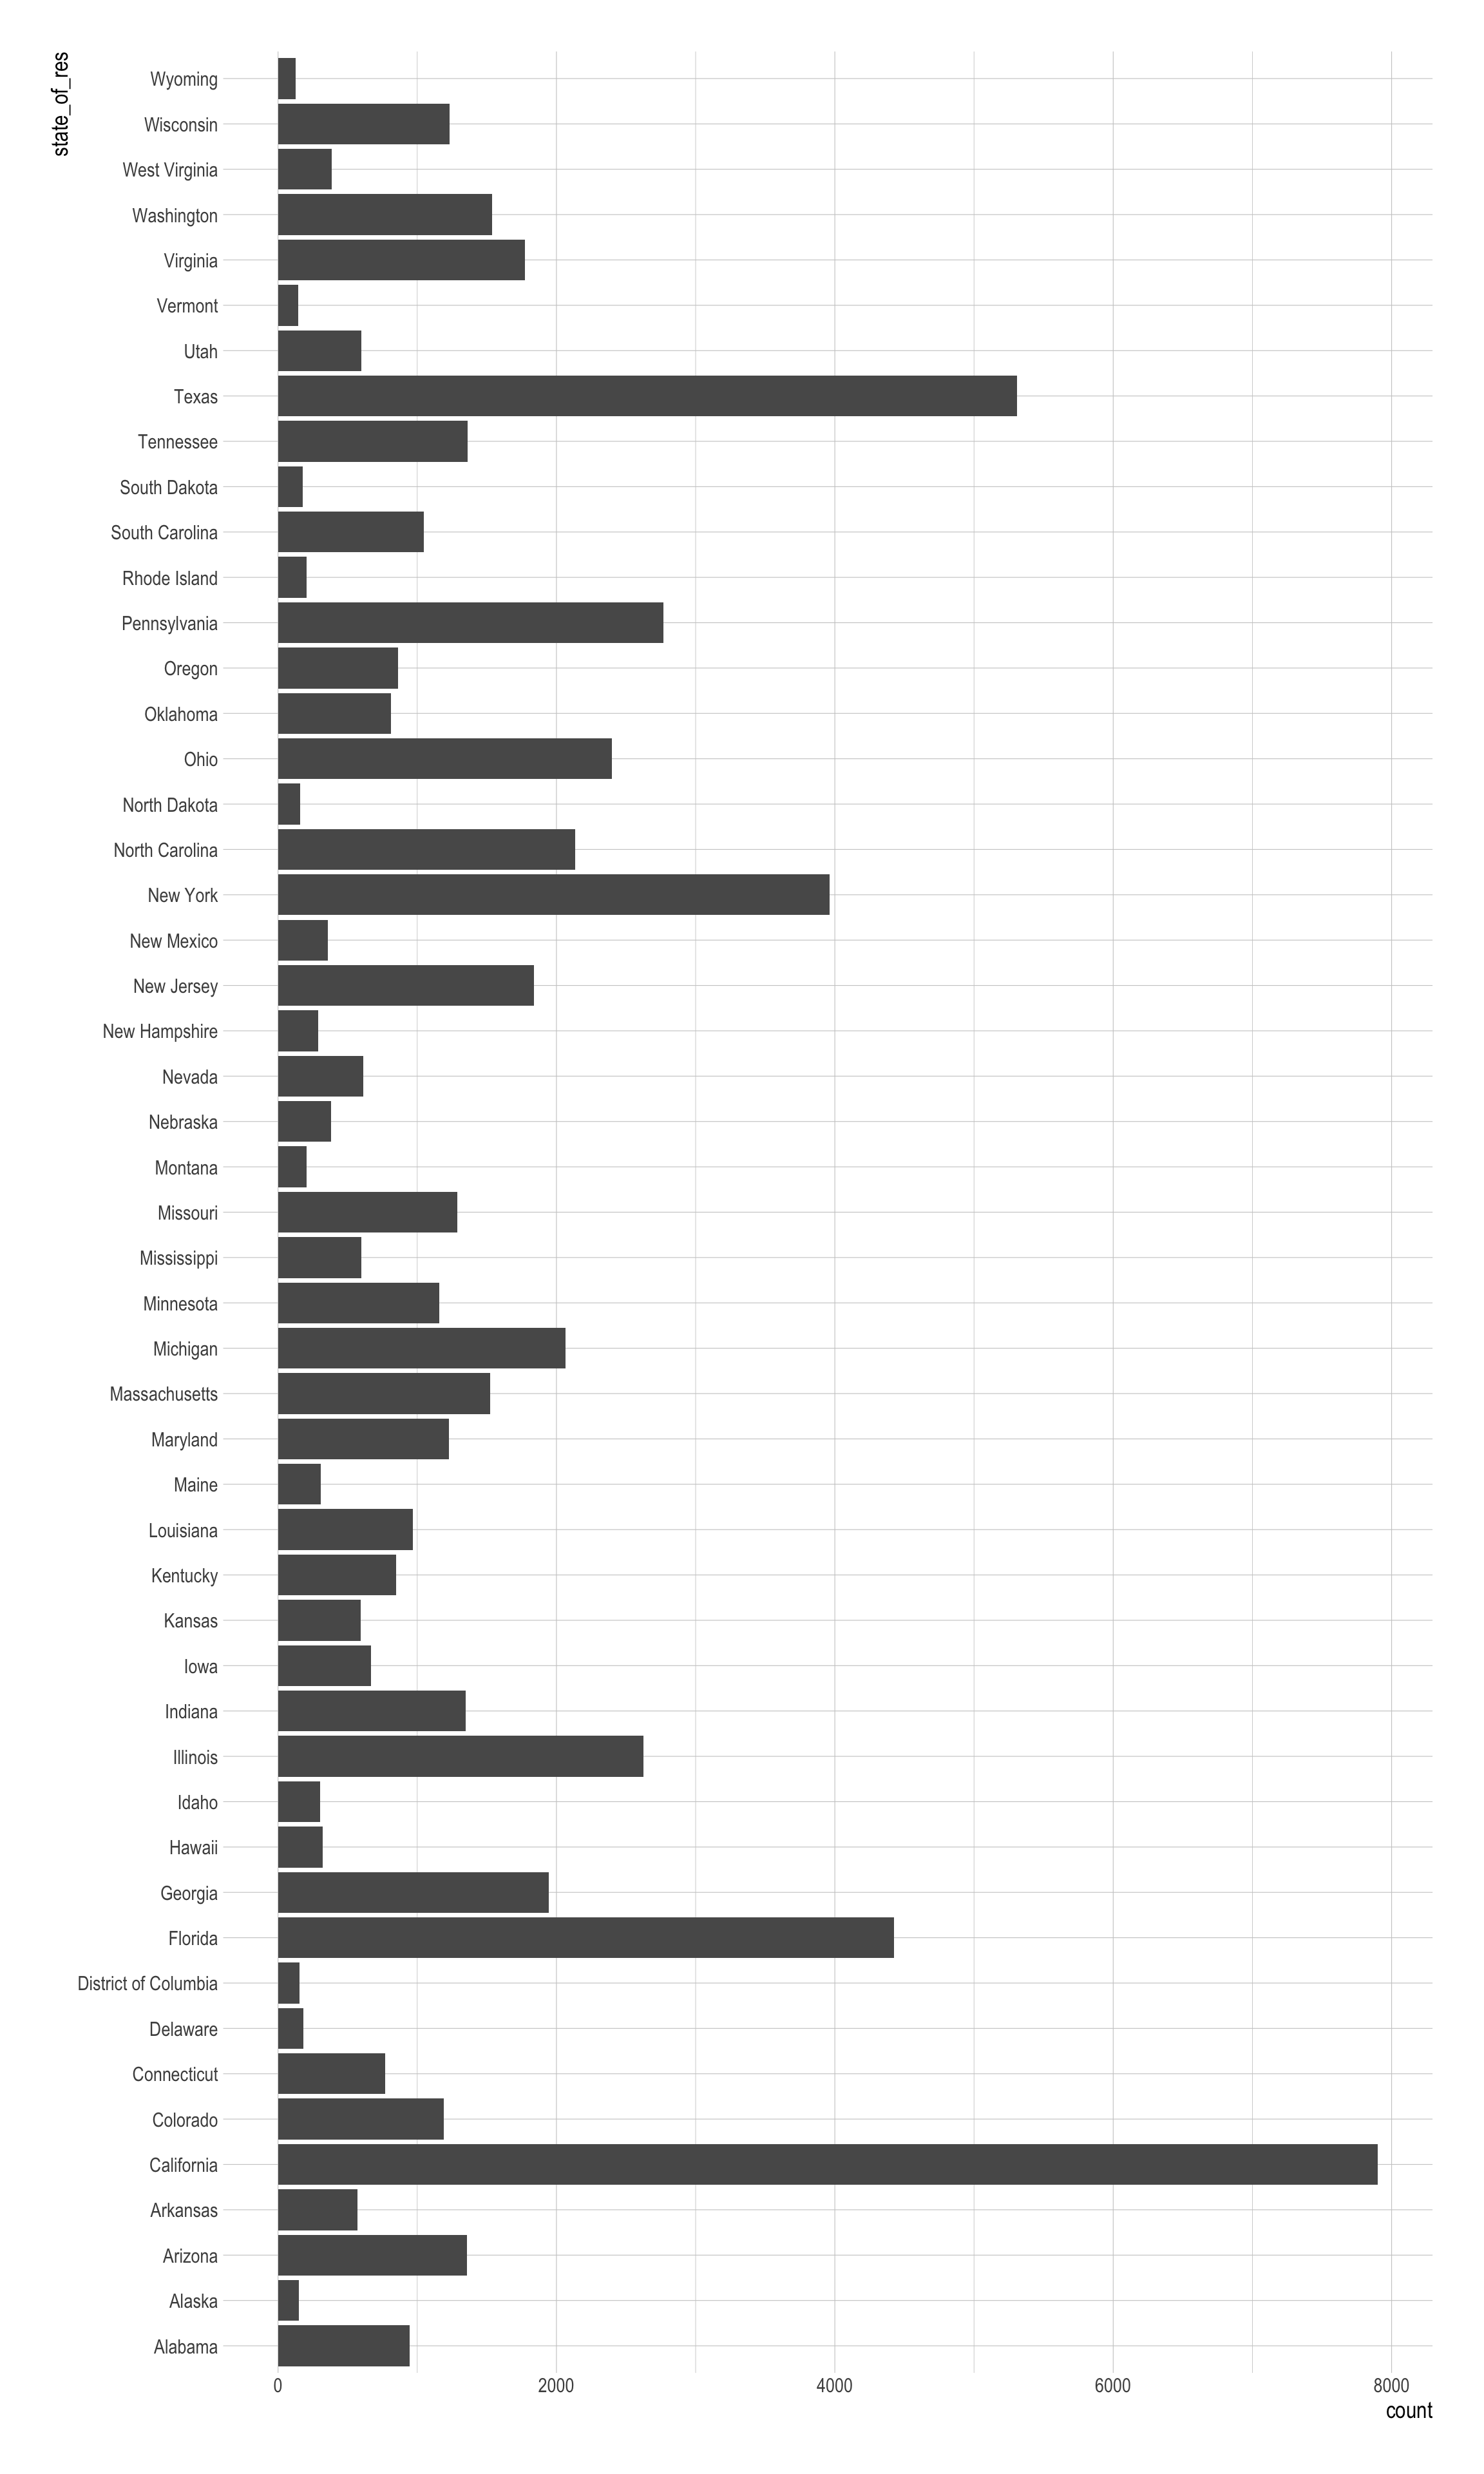 state_of_res
Wyoming
Wisconsin
West Virginia
Washington
Virginia
Vermont
Utah
Texas
Tennessee
South Dakota
South Carolina
Rhode Island
Pennsylvania
Oregon
Oklahoma
Ohio
North Dakota
North Carolina
New York
New Mexico
New Jersey
New Hampshire
Nevada
Nebraska
Montana
Missouri
Mississippi
Minnesota
Michigan
Massachusetts
Maryland
Maine
Louisiana
Kentucky
Kansas
Iowa
Indiana
Illinois
Idaho
Hawaii
Georgia
Florida
District of Columbia
Delaware
Connecticut
Colorado
California
Arkansas
Arizona
Alaska
Alabama
0 2000 4000 6000 8000
count